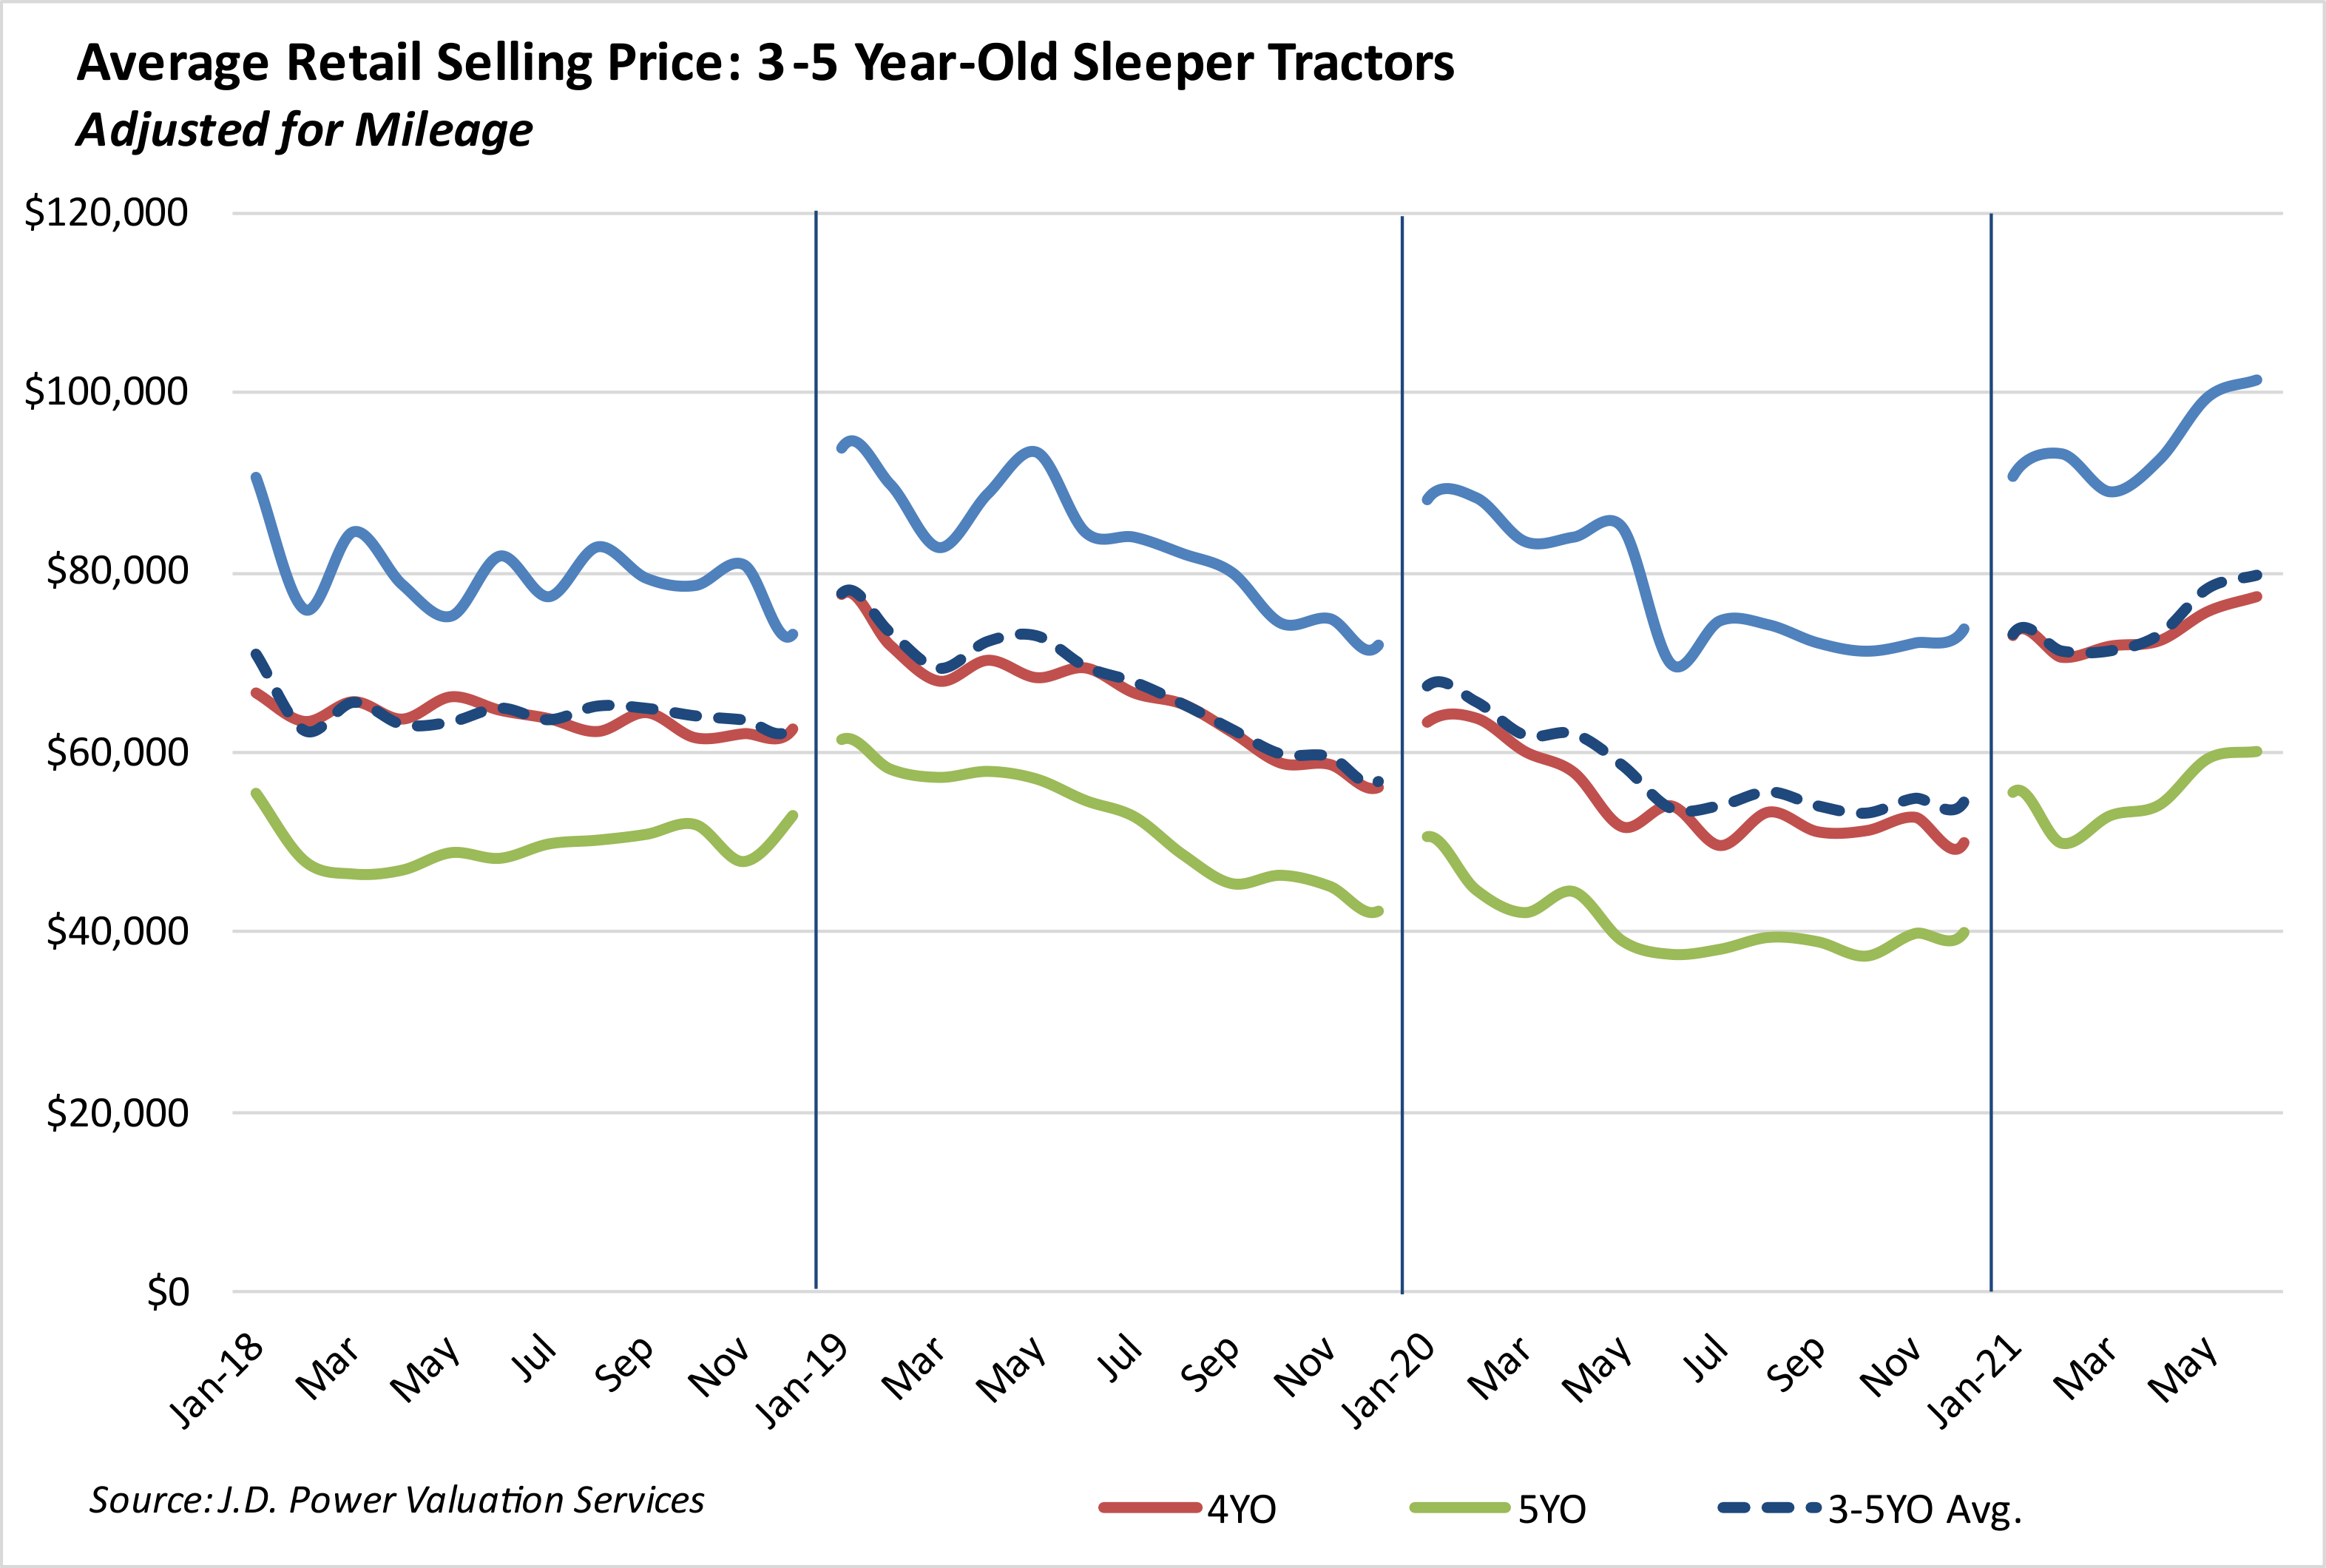 Average Retail Selling Price: 3-5 Year-Old Sleeper Tractors
Adjusted for Mileage
$120,000
$100,000
$80,000
$60,000
$40,000
$20,000
$0
Jan-18 Mar May Jul Sep Nov Jan-19 Mar May Jul Sep Nov Jan-20 Mar May Jul Sep Nov Jan-21 Mar May
Source: J.D. Power Valuation Services 4YO 5YO 3-5YO Avg.